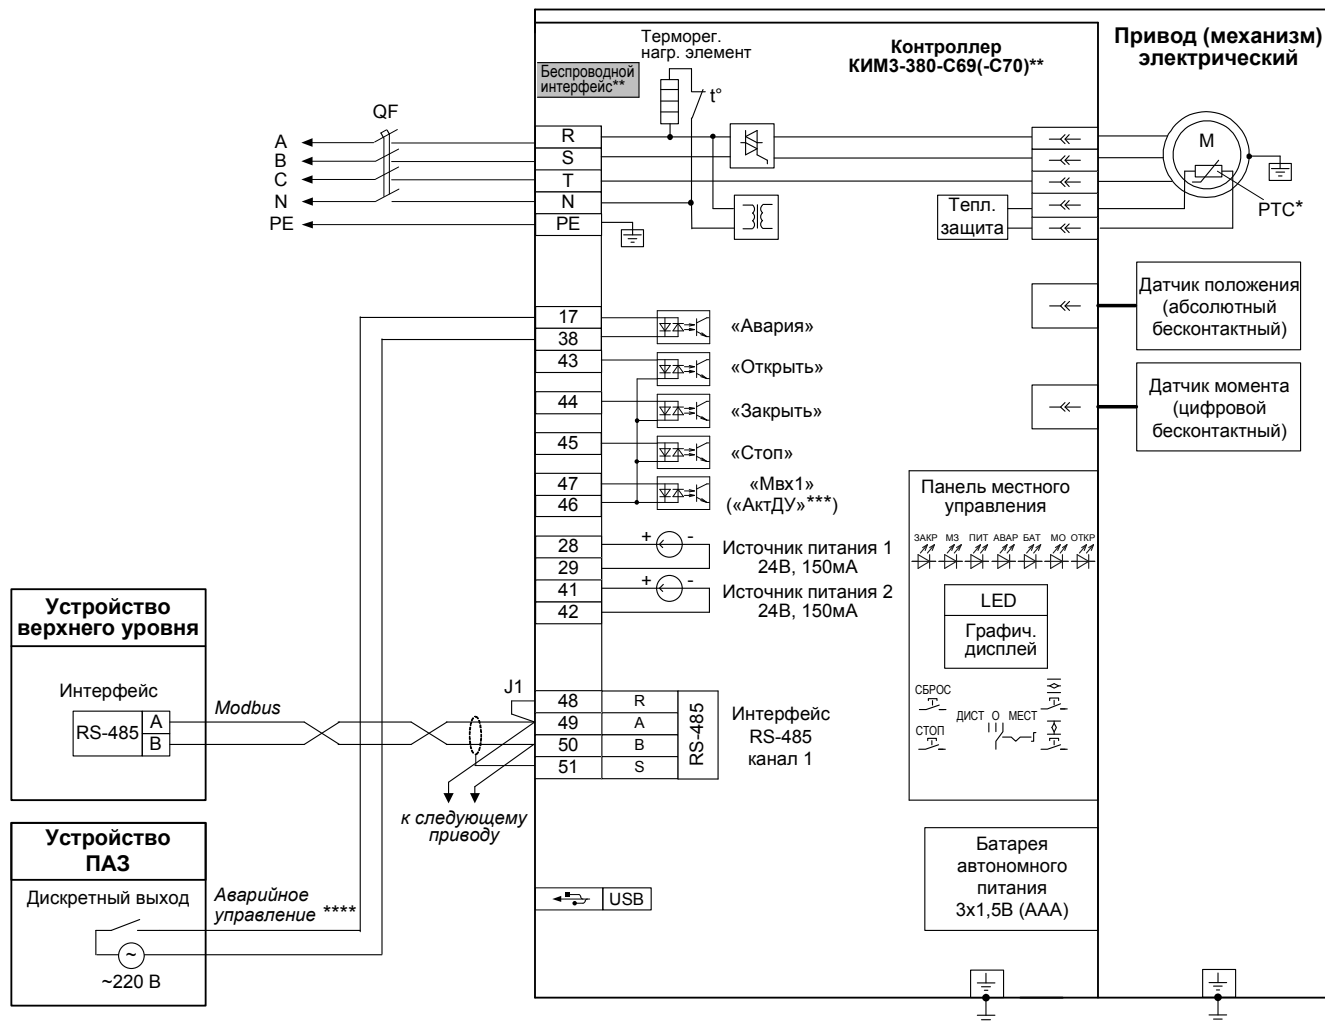 Привод (механизм)
электрический
Контроллер
КИМ3-380-С69(-С70)**
Терморег.
нагр. элемент
Беспроводной
интерфейс**
t°
QF
A
B
C
N
PE
R
S
T
N
PE
M
PTC*
Тепл.
защита
Датчик положения
(абсолютный
бесконтактный)
Датчик момента
(цифровой
бесконтактный)
17
38
43
44
45
47
46
28
29
41
42
«Авария»
«Открыть»
«Закрыть»
«Стоп»
«Мвх1»
(«АктДУ»***)
+ -
Источник питания 1
24В, 150мА
+ -
Источник питания 2
24В, 150мА
Панель местного
управления
ЗАКР МЗ ПИТ АВАР БАТ МО ОТКР
LED
Графич.
дисплей
СБРОС
СТОП
ДИСТ О МЕСТ
Устройство
верхнего уровня
Интерфейс
RS-485
A
B
Modbus
J1
48 R
49 A
50 B
51 S
RS-485
Интерфейс
RS-485
канал 1
к следующему
приводу
Устройство
ПАЗ
Дискретный выход
~
~220 В
Аварийное
управление ****
USB
Батарея
автономного
питания
3x1,5В (ААА)